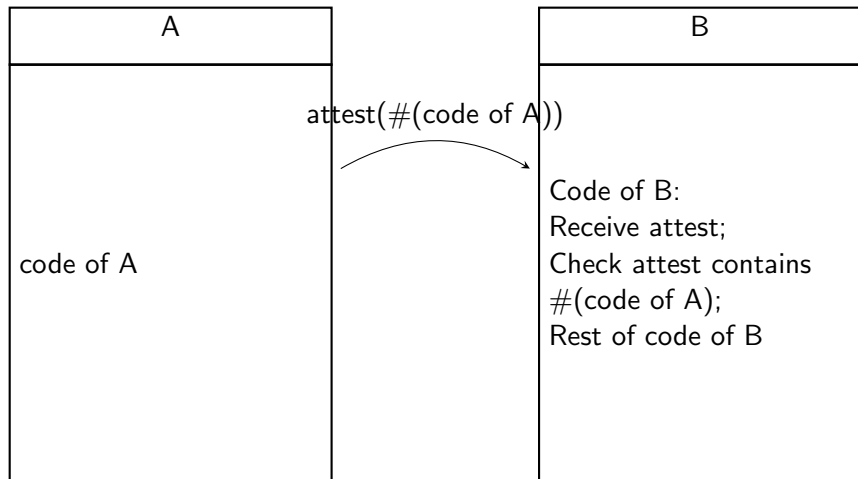 A
B
attest(#(code of A))
code of A
Code of B:
Receive attest;
Check attest contains
#(code of A);
Rest of code of B